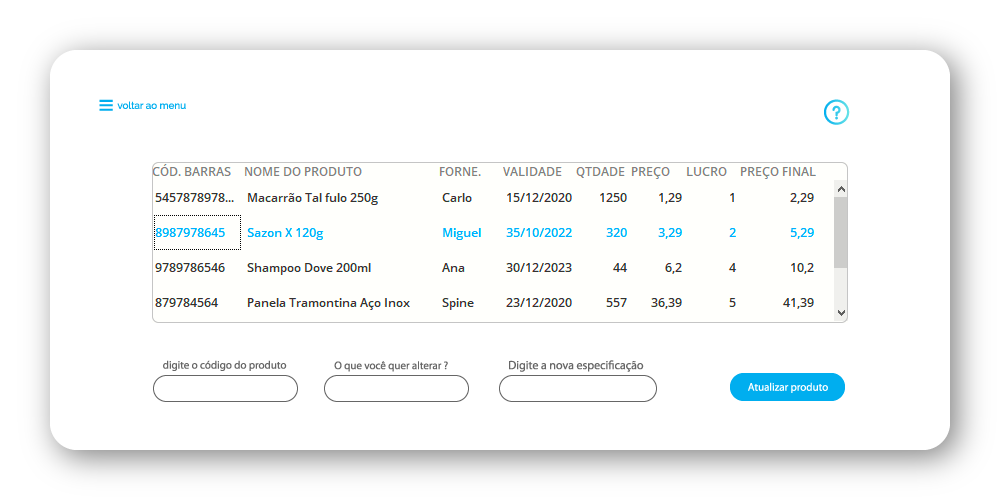 voltar ao menu
?
CÓD. BARRAS NOME DO PRODUTO FORNE. VALIDADE QTDADE PREÇO LUCRO PREÇO FINAL
5457878978... Macarrão Tal fulo 250g Carlo 15/12/2020 1250 1,29 1 2,29
8987978645 Sazon X 120g Miguel 35/10/2022 320 3,29 2 5,29
9789786546 Shampoo Dove 200ml Ana 30/12/2023 44 6,2 4 10,2
879784564 Panela Tramontina Aço Inox Spine 23/12/2020 557 36,39 5 41,39
digite o código do produto O que você quer alterar ? Digite a nova especificação
Atualizar produto